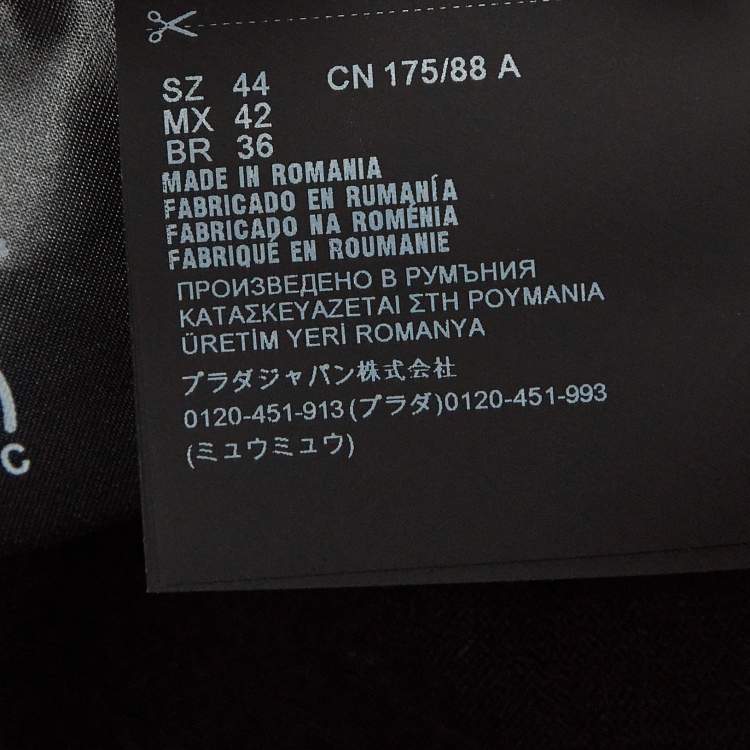 SZ 44 CN 175/88 A
MX 42
BR 36
MADE IN ROMANIA
FABRICADO EN RUMANÍA
FABRICADO NA ROMÉNIA
FABRIQUÉ EN ROUMANIE
ПРОИЗВЕДЕНО В РУМЪНИЯ
ΚΑΤΑΣΚΕΥΑΖΕΤΑΙ ΣΤΗ ΡΟΥΜΑΝΙΑ
ÜRETİM YERİ ROMANYA
プラダジャパン株式会社
0120-451-913(プラダ)0120-451-993
(ミュウミュウ)
C